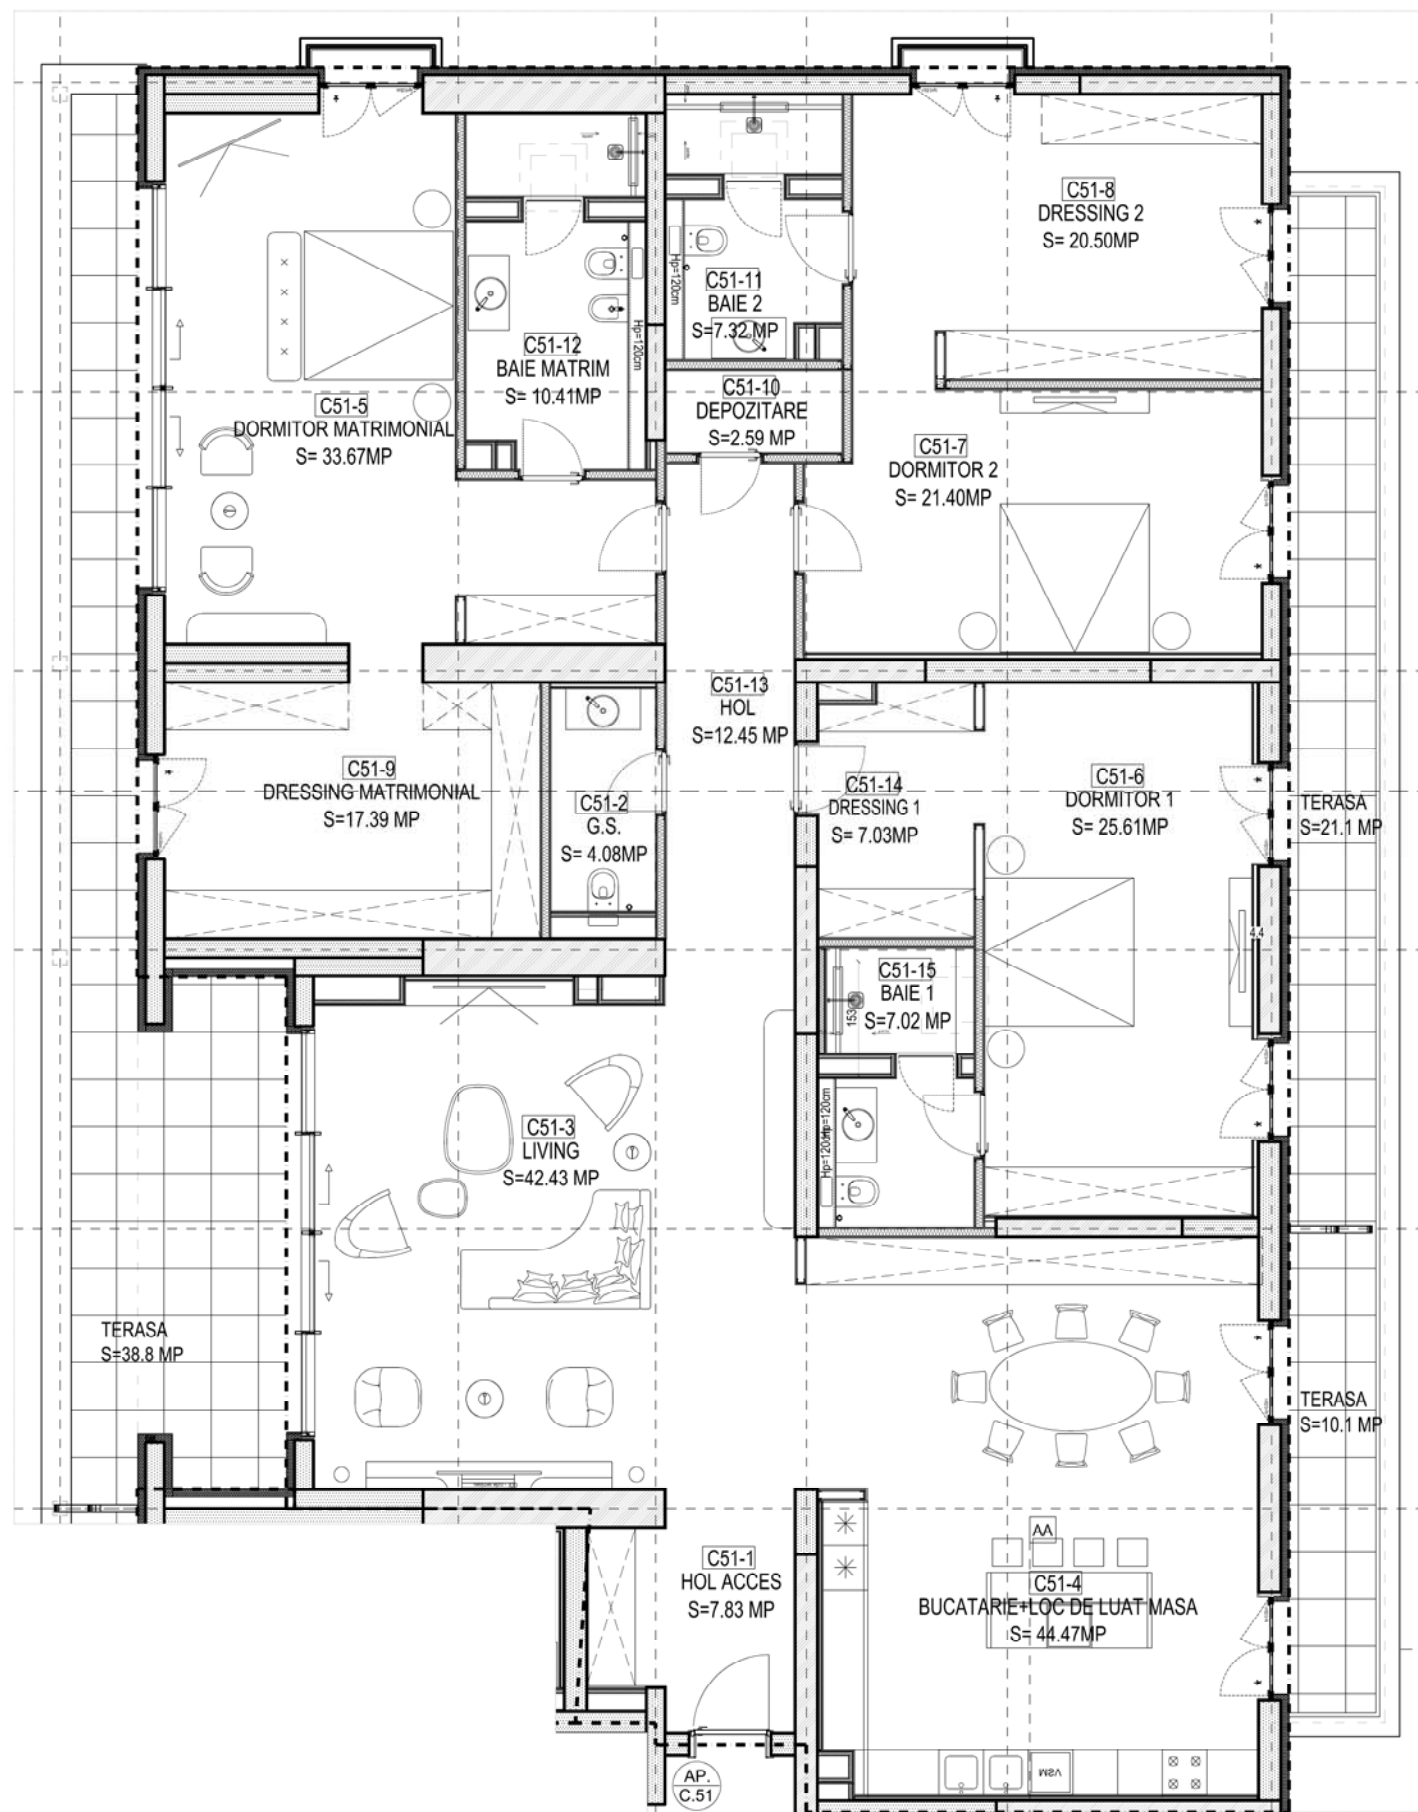 C51-8
DRESSING 2
S= 20.50MP
C51-11
BAIE 2
S=7.32 MP
Hp=120cm
C51-12
BAIE MATRIM
S= 10.41MP
Hp=120cm
C51-10
DEPOZITARE
S=2.59 MP
C51-5
DORMITOR MATRIMONIAL
S= 33.67MP
C51-7
DORMITOR 2
S= 21.40MP
C51-13
HOL
S=12.45 MP
C51-9
DRESSING MATRIMONIAL
S=17.39 MP
C51-2
G.S.
S= 4.08MP
C51-14
DRESSING 1
S= 7.03MP
C51-6
DORMITOR 1
S= 25.61MP
TERASA
S=21.1 MP
4.4
C51-15
BAIE 1
S=7.02 MP
153
Hp=120cm
Hp=120cm
C51-3
LIVING
S=42.43 MP
TERASA
S=38.8 MP
TERASA
S=10.1 MP
AA
C51-1
HOL ACCES
S=7.83 MP
C51-4
BUCATARIE+LOC DE LUAT MASA
S= 44.47MP
MSV
AP.
C.51